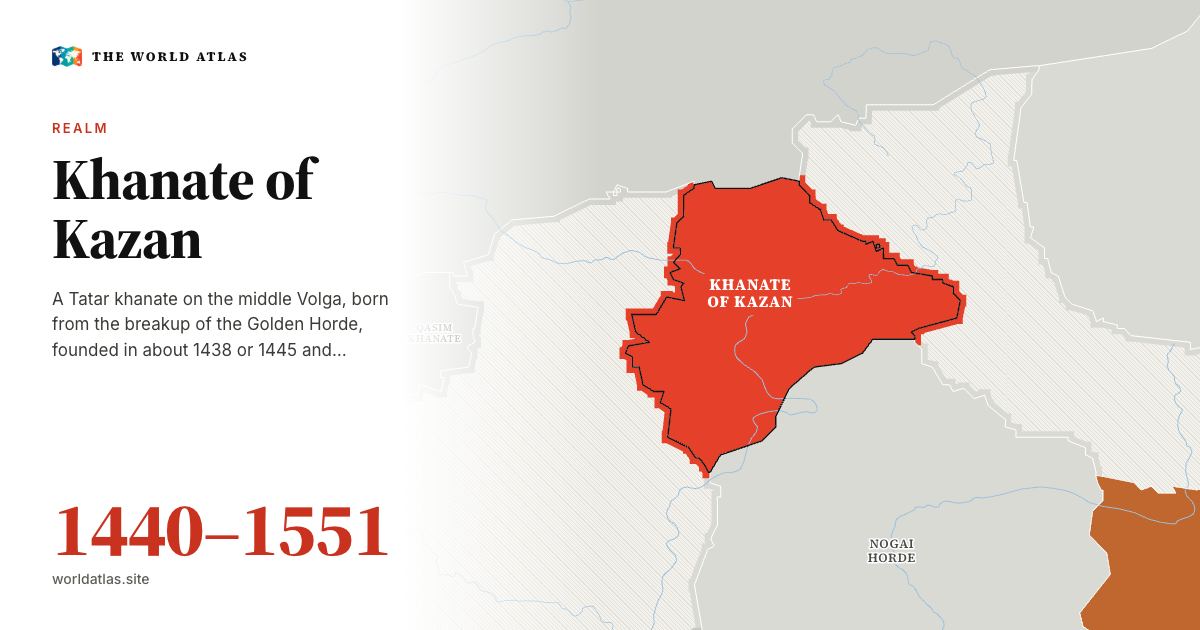 THE WORLD ATLAS
REALM
Khanate of
Kazan
A Tatar khanate on the middle Volga, born
from the breakup of the Golden Horde,
founded in about 1438 or 1445 and...
1440–1551
worldatlas.site
KHANATE
OF KAZAN
QASIM
KHANATE
NOGAI
HORDE